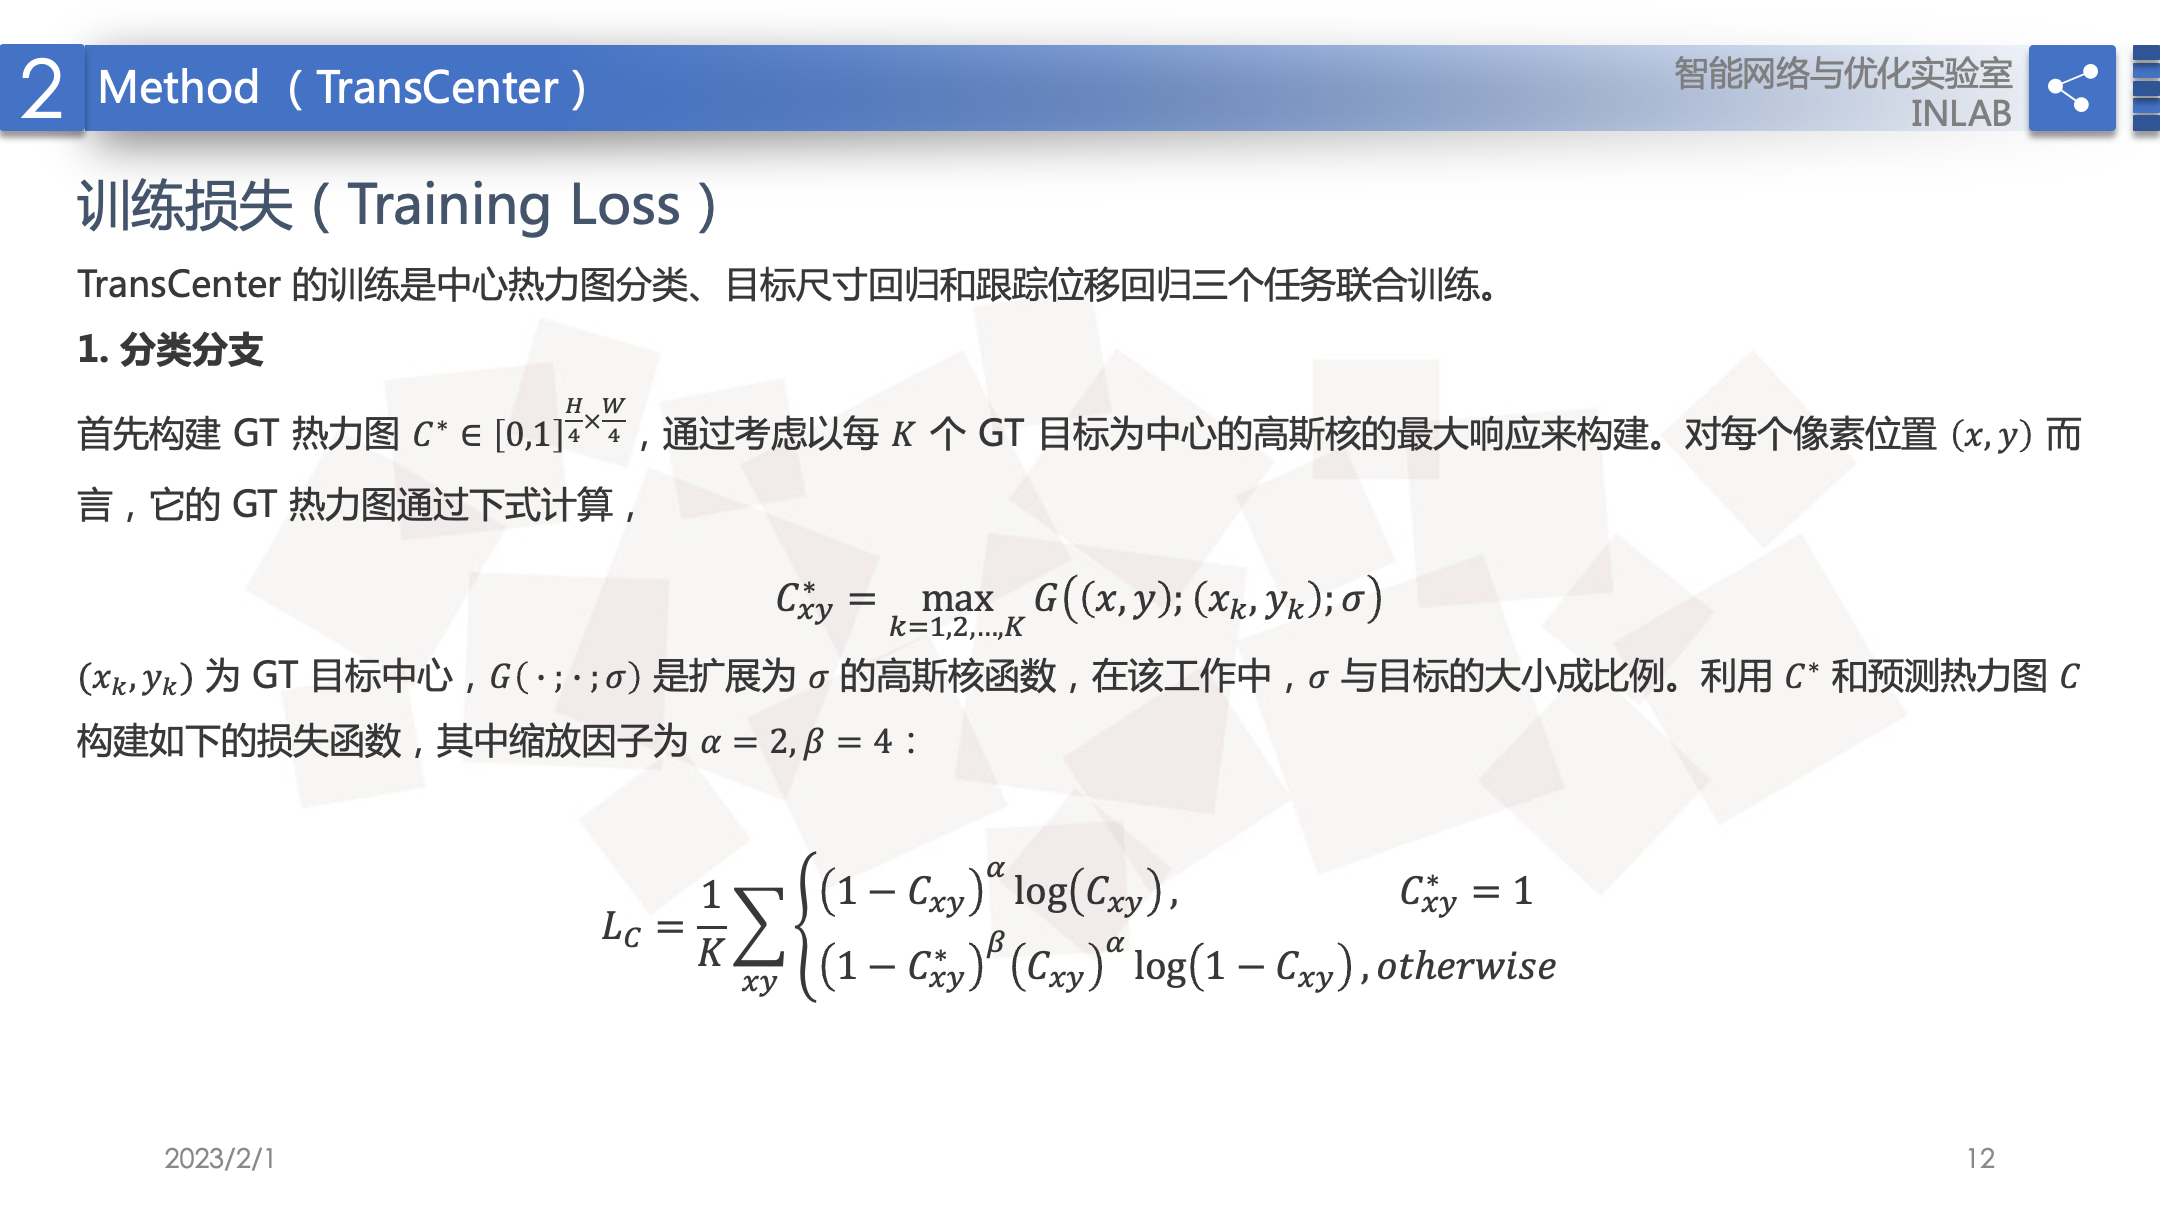 2 Method （TransCenter）
智能网络与优化实验室
INLAB
训练损失（Training Loss）
TransCenter 的训练是中心热力图分类、目标尺寸回归和跟踪位移回归三个任务联合训练。
1. 分类分支
首先构建 GT 热力图 $C^* \in [0,1]^{\frac{H}{4} \times \frac{W}{4}}$，通过考虑以每 $K$ 个 GT 目标为中心的高斯核的最大响应来构建。对每个像素位置 $(x, y)$ 而
言，它的 GT 热力图通过下式计算，
$C^*_{xy} = \max_{k=1,2,\ldots,K} G((x, y); (x_k, y_k); \sigma)$
$(x_k, y_k)$ 为 GT 目标中心，$G(\cdot;\cdot;\sigma)$ 是扩展为 $\sigma$ 的高斯核函数，在该工作中，$\sigma$ 与目标的大小成比例。利用 $C^*$ 和预测热力图 $C$
构建如下的损失函数，其中缩放因子为 $\alpha = 2, \beta = 4$：
$L_C = \frac{1}{K} \sum_{xy} \begin{cases} (1 - C_{xy})^{\alpha} \log(C_{xy}), & C^*_{xy} = 1 \\ (1 - C^*_{xy})^{\beta} (C_{xy})^{\alpha} \log(1 - C_{xy}), & otherwise \end{cases}$
2023/2/1
12